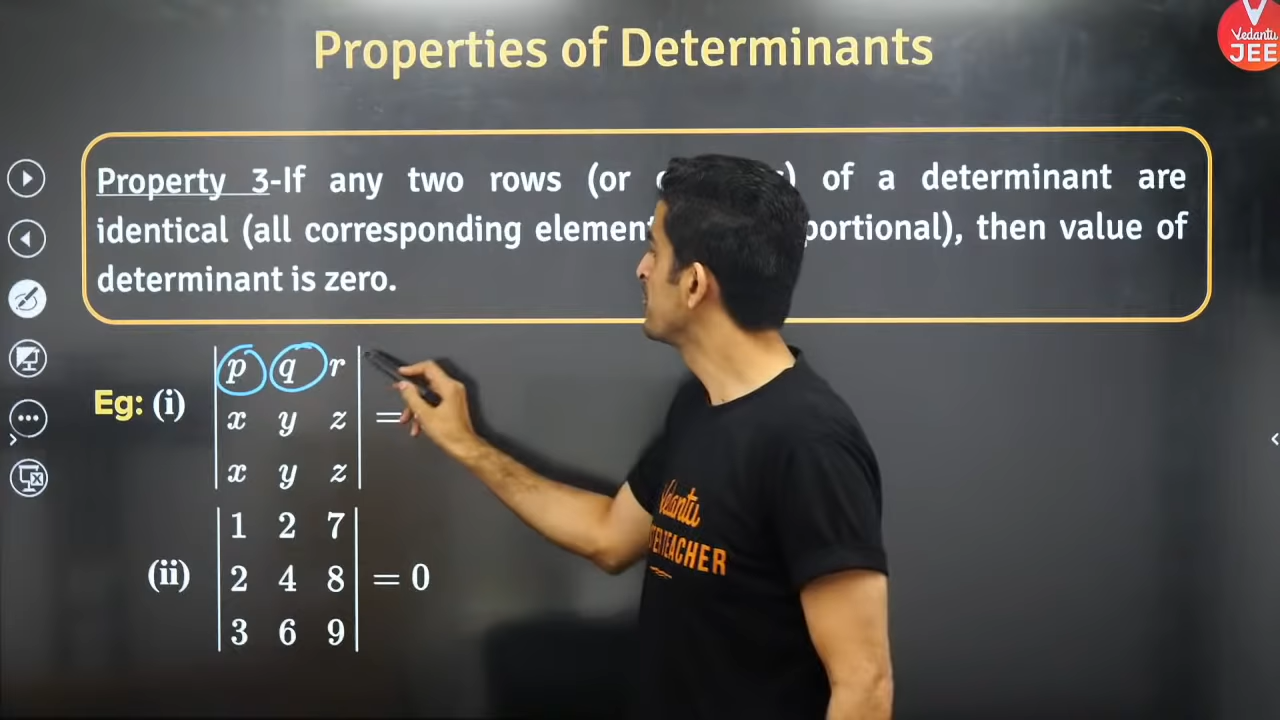 Properties of Determinants
Vedantu
JEE
Property 3-If any two rows (or of a determinant are
identical (all corresponding then value of
determinant is zero.
Eg: (i)
p q r
x y z =
x y z
1 2 7
(ii) 2 4 8 = 0
3 6 9
Vedantu
TEACHER